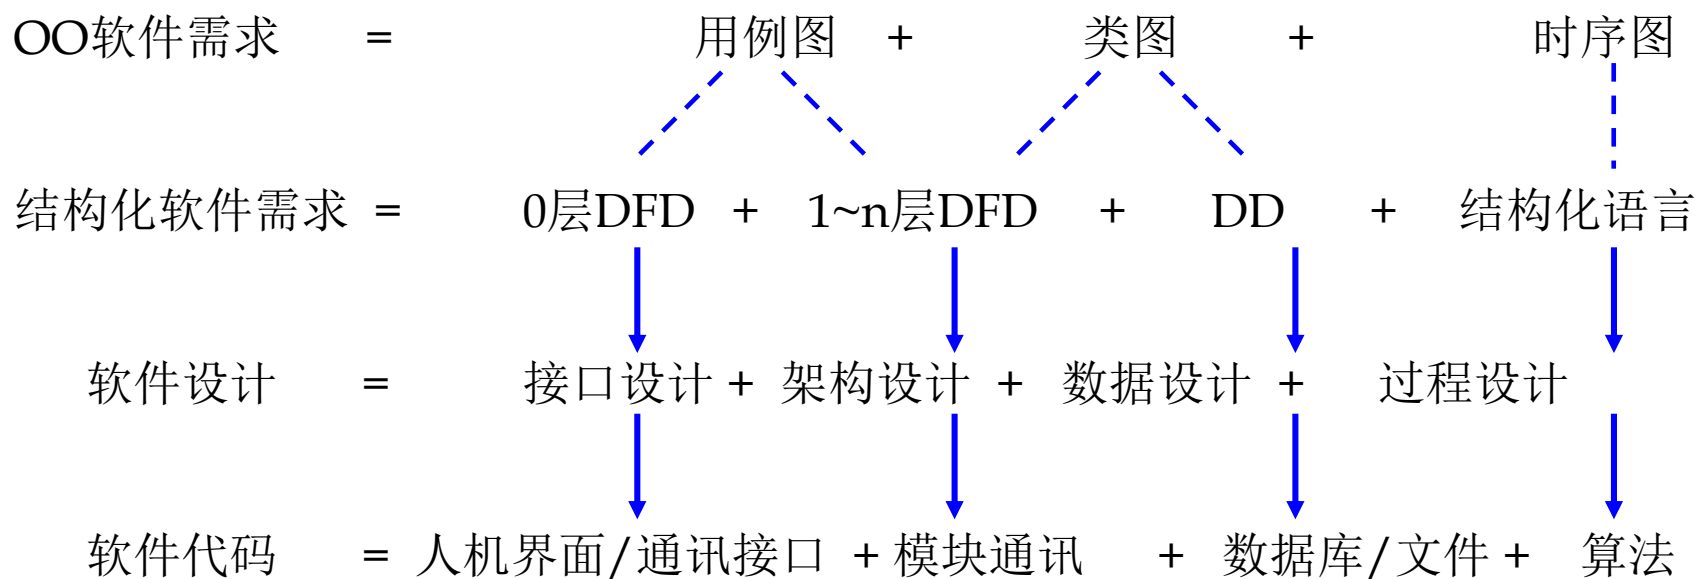 OO软件需求 = 用例图 + 类图 + 时序图
结构化软件需求 = 0层DFD + 1~n层DFD + DD + 结构化语言
软件设计 = 接口设计 + 架构设计 + 数据设计 + 过程设计
软件代码 = 人机界面/通讯接口 + 模块通讯 + 数据库/文件 + 算法